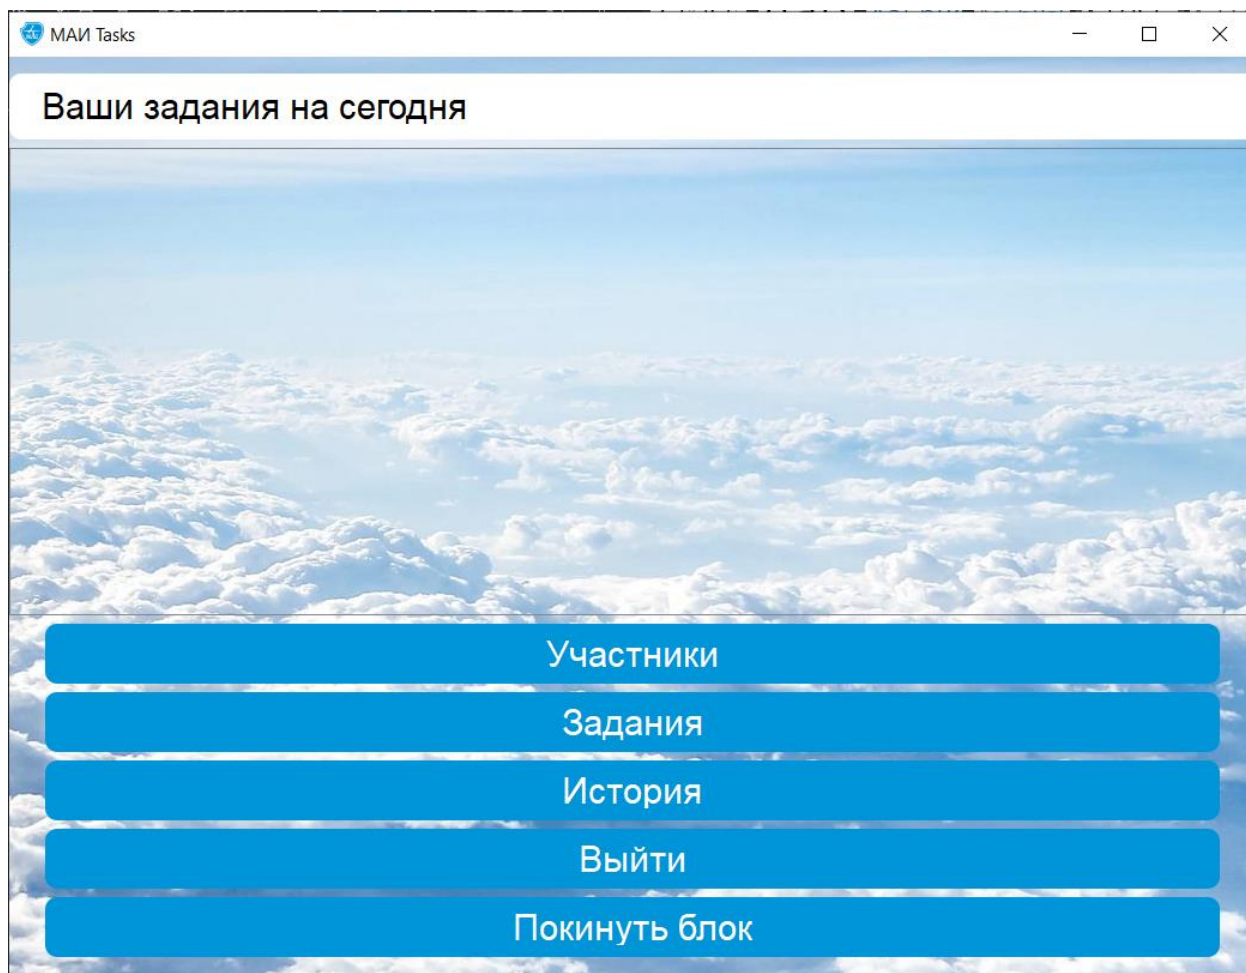 МАИ Tasks
Ваши задания на сегодня
Участники
Задания
История
Выйти
Покинуть блок